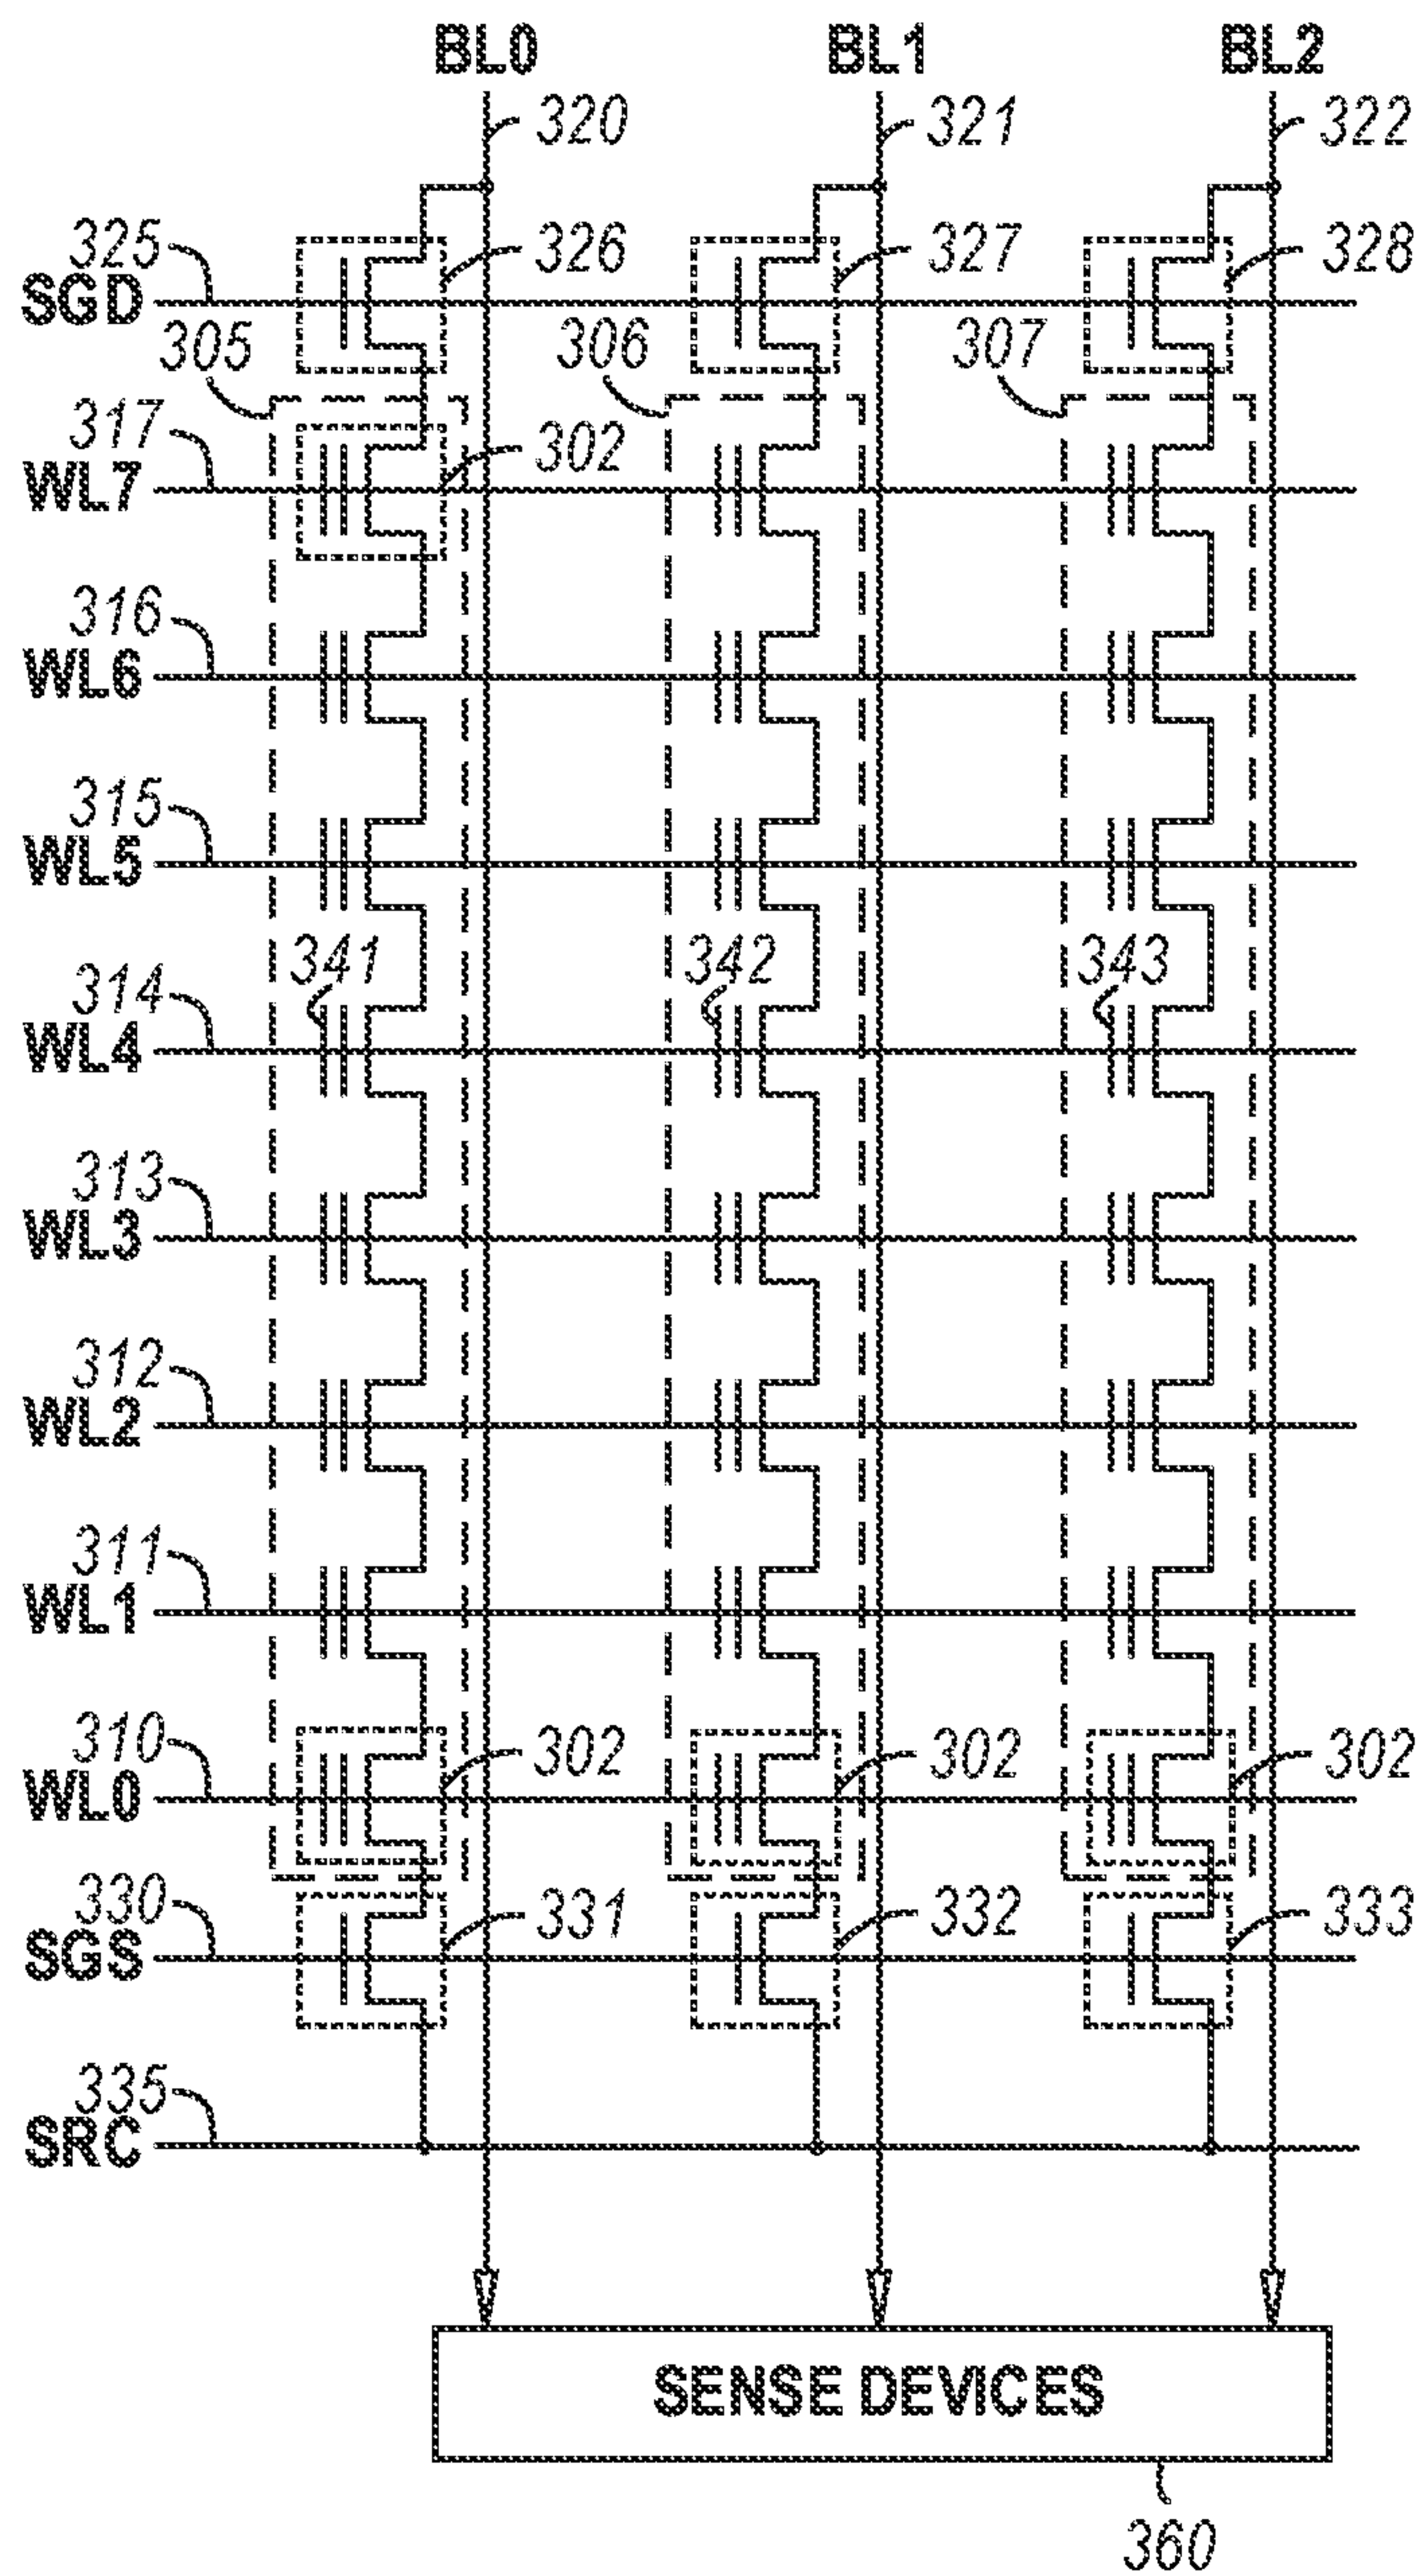 BL0 BL1 BL2
320 321 322
325 326 327 328
SGD
305 306 307
317 302
WL7
316
WL6
315
WL5
341 342 343
314
WL4
313
WL3
312
WL2
311
WL1
310 302 302 302
WL0
330 331 332 333
SGS
335
SRC
SENSE DEVICES
360